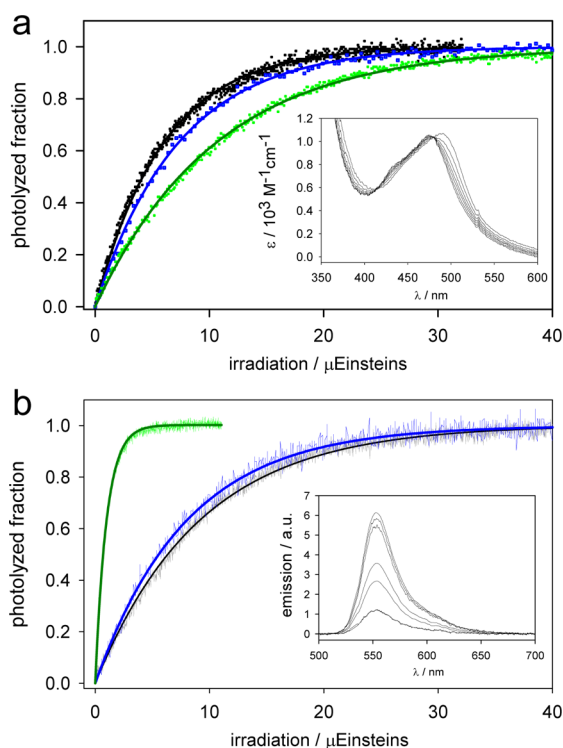 a
1.0
0.8
0.6
0.4
0.2
0.0
photolyzed fraction
0 10 20 30 40
irradiation / μEinsteins
1.2
1.0
0.8
0.6
0.4
0.2
0.0
ε / 10³ M⁻¹cm⁻¹
350 400 450 500 550 600
λ / nm
b
1.0
0.8
0.6
0.4
0.2
0.0
photolyzed fraction
0 10 20 30 40
irradiation / μEinsteins
7
6
5
4
3
2
1
0
emission / a.u.
500 550 600 650 700
λ / nm